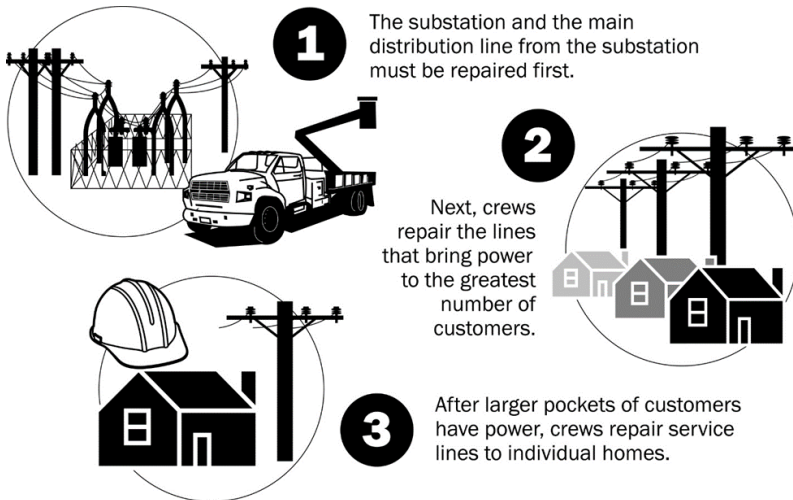 1
The substation and the main
distribution line from the substation
must be repaired first.
2
Next, crews
repair the lines
that bring power
to the greatest
number of
customers.
3
After larger pockets of customers
have power, crews repair service
lines to individual homes.